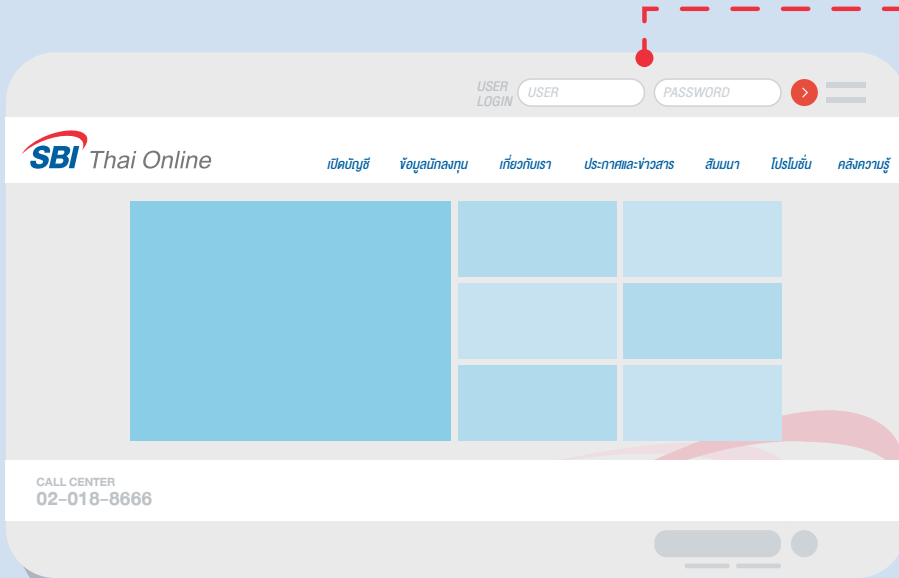 USER
LOGIN
USER
PASSWORD
SBI Thai Online
เปิดบัญชี ข้อมูลนักลงทุน เกี่ยวกับเรา ประกาศและข่าวสาร สัมมนา โปรโมชั่น คลังความรู้
CALL CENTER
02-018-8666